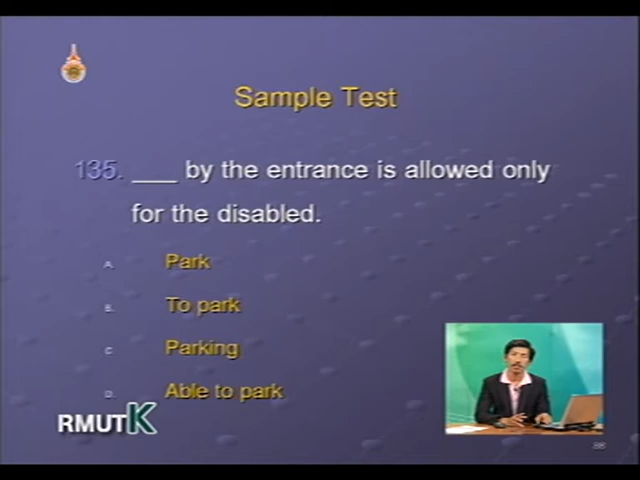 Sample Test
135. ___ by the entrance is allowed only
for the disabled.
A. Park
B. To park
C. Parking
D. Able to park
RMUTK
88